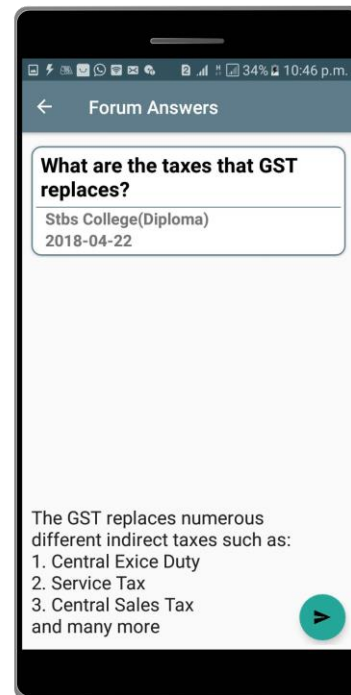 2 34% 10:46 p.m.
Forum Answers
What are the taxes that GST
replaces?
Stbs College(Diploma)
2018-04-22
The GST replaces numerous
different indirect taxes such as:
1. Central Exice Duty
2. Service Tax
3. Central Sales Tax
and many more